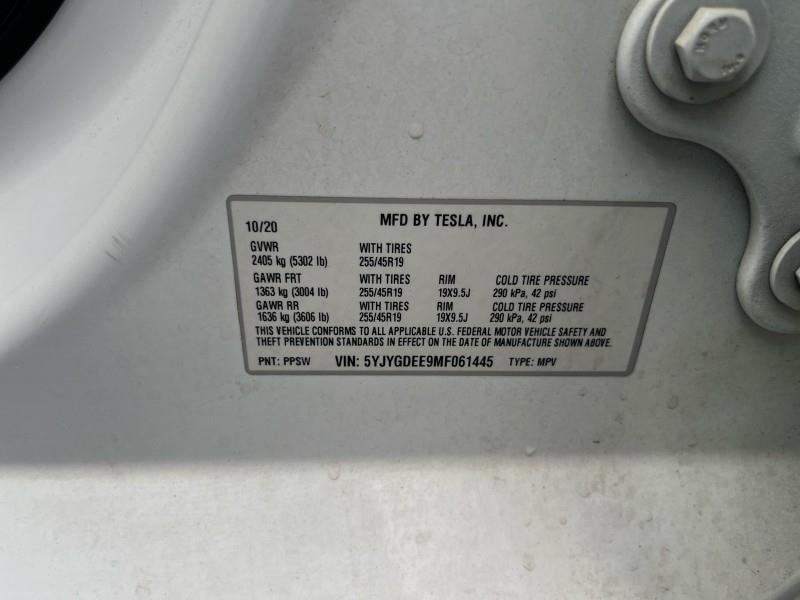 10/20 MFD BY TESLA, INC.
GVWR WITH TIRES
2405 kg (5302 lb) 255/45R19
GAWR FRT WITH TIRES RIM COLD TIRE PRESSURE
1363 kg (3004 lb) 255/45R19 19X9.5J 290 kPa, 42 psi
GAWR RR WITH TIRES RIM COLD TIRE PRESSURE
1636 kg (3606 lb) 255/45R19 19X9.5J 290 kPa, 42 psi
THIS VEHICLE CONFORMS TO ALL APPLICABLE U.S. FEDERAL MOTOR VEHICLE SAFETY AND
THEFT PREVENTION STANDARDS IN EFFECT ON THE DATE OF MANUFACTURE SHOWN ABOVE.
PNT: PPSW VIN: 5YJYGDEE9MF061445 TYPE: MPV